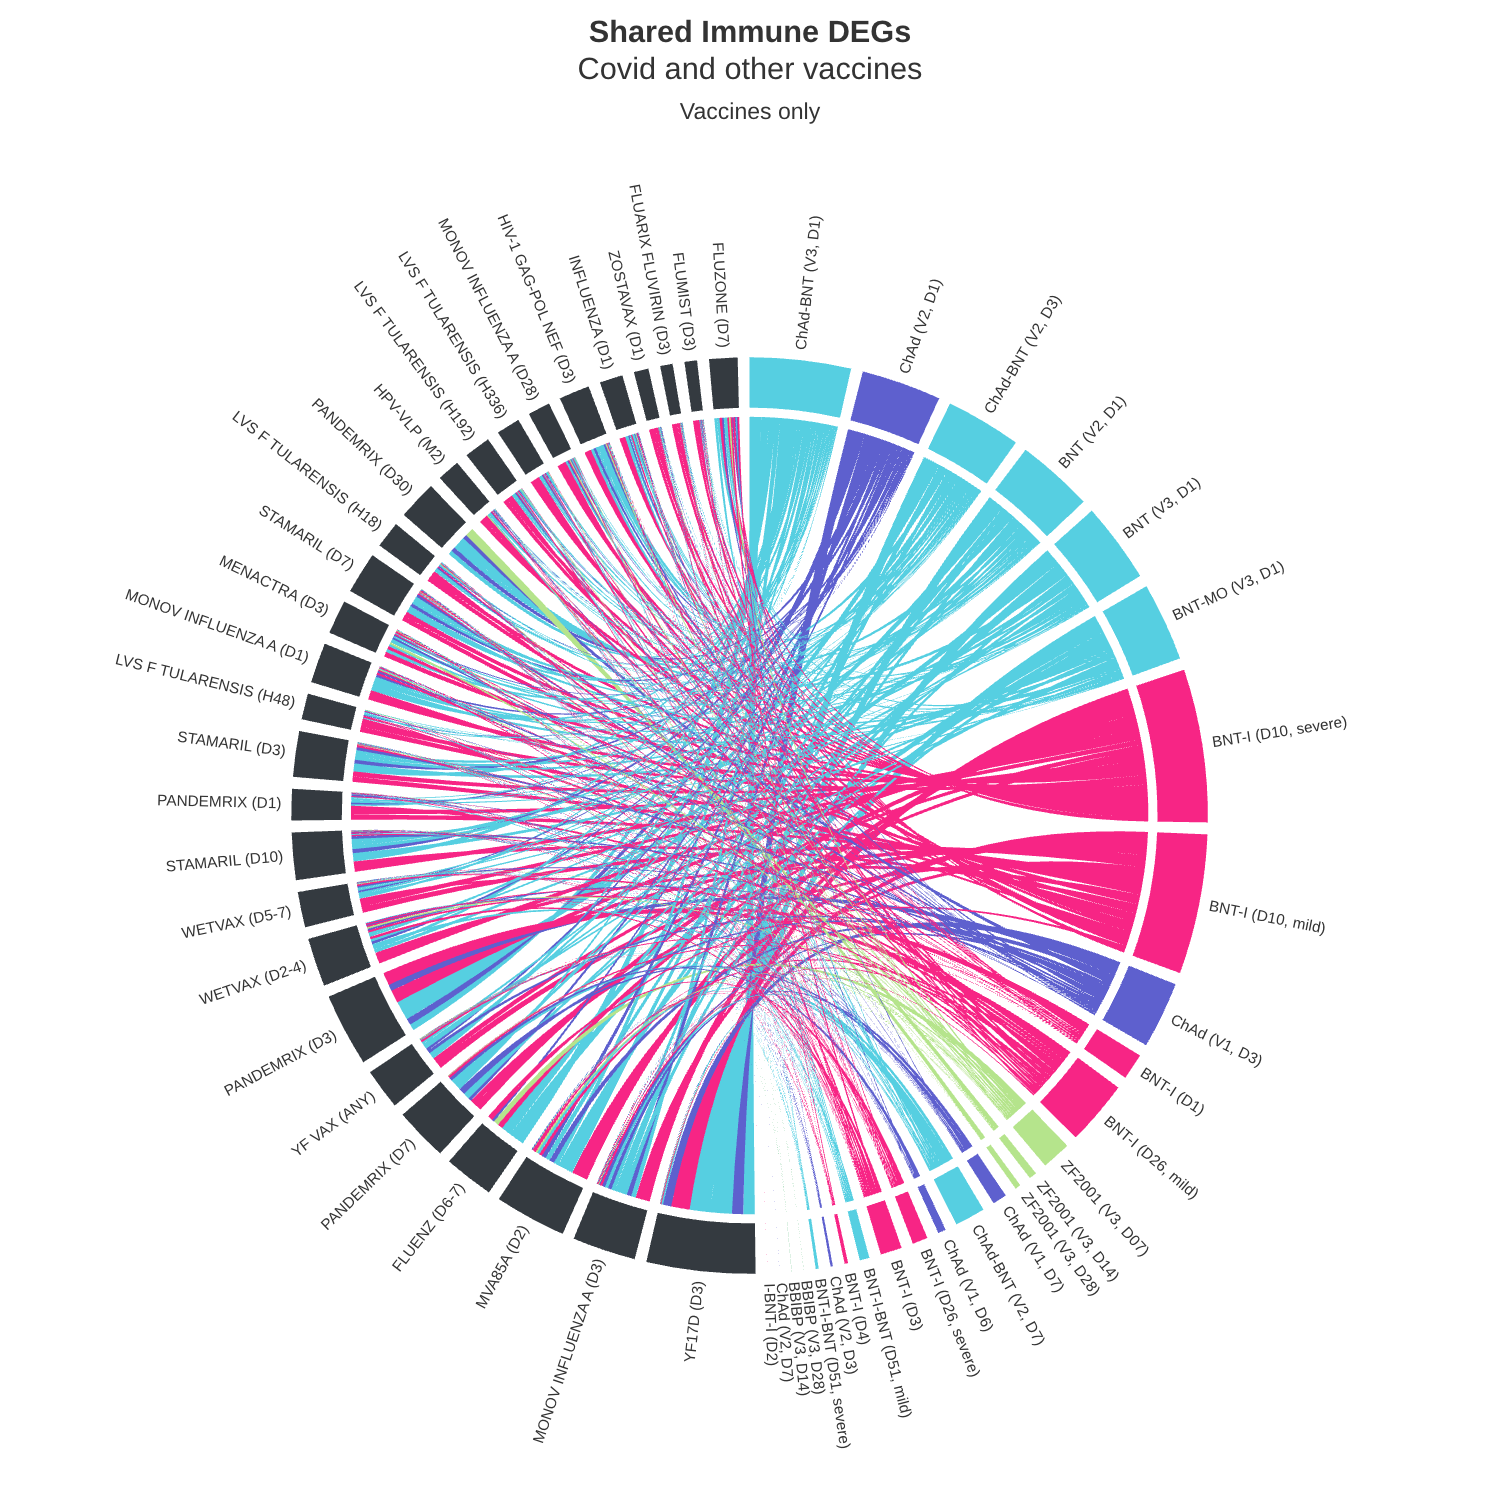 Shared Immune DEGs
Covid and other vaccines
Vaccines only
ChAd-BNT (V3, D1)
ChAd (V2, D1)
ChAd-BNT (V2, D3)
BNT (V2, D1)
BNT (V3, D1)
BNT-MO (V3, D1)
BNT-I (D10, severe)
BNT-I (D10, mild)
ChAd (V1, D3)
BNT-I (D1)
BNT-I (D26, mild)
ZF2001 (V3, D07)
ZF2001 (V3, D14)
ZF2001 (V3, D28)
ChAd (V1, D7)
ChAd-BNT (V2, D7)
ChAd (V1, D6)
BNT-I (D26, severe)
BNT-I (D3)
BNT-I-BNT (D51, mild)
BNT-I (D4)
ChAd (V2, D3)
BNT-I-BNT (D51, severe)
BBIBP (V3, D28)
BBIBP (V3, D14)
ChAd (V2, D7)
I-BNT-I (D2)
YF17D (D3)
MONOV INFLUENZA A (D3)
MVA85A (D2)
FLUENZ (D6-7)
PANDEMRIX (D7)
YF VAX (ANY)
PANDEMRIX (D3)
WETVAX (D2-4)
WETVAX (D5-7)
STAMARIL (D10)
PANDEMRIX (D1)
STAMARIL (D3)
LVS F TULARENSIS (H48)
MONOV INFLUENZA A (D1)
MENACTRA (D3)
STAMARIL (D7)
LVS F TULARENSIS (H18)
PANDEMRIX (D30)
HPV-VLP (M2)
LVS F TULARENSIS (H192)
LVS F TULARENSIS (H336)
MONOV INFLUENZA A (D28)
HIV-1 GAG-POL NEF (D3)
INFLUENZA (D1)
ZOSTAVAX (D1)
FLUARIX FLUVIRIN (D3)
FLUMIST (D3)
FLUZONE (D7)